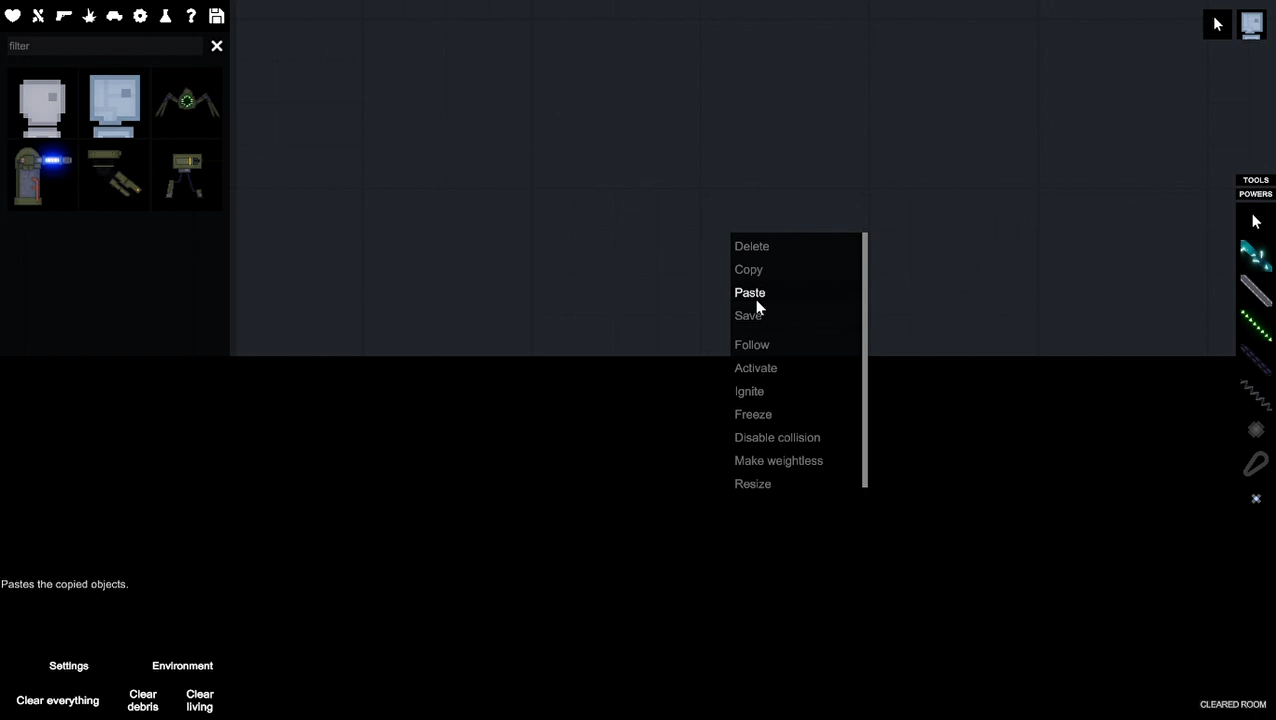 filter
TOOLS
POWERS
Delete
Copy
Paste
Save
Follow
Activate
Ignite
Freeze
Disable collision
Make weightless
Resize
Pastes the copied objects.
Settings
Environment
Clear everything
Clear
debris
Clear
living
CLEARED ROOM